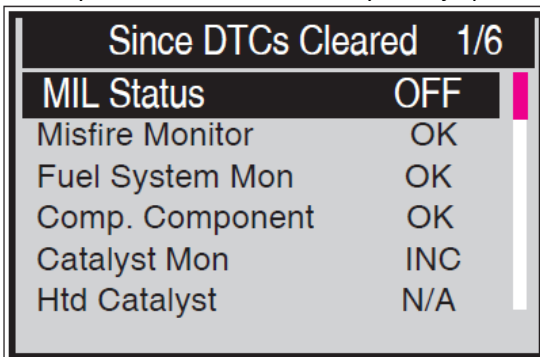 Since DTCs Cleared 1/6
MIL Status OFF
Misfire Monitor OK
Fuel System Mon OK
Comp. Component OK
Catalyst Mon INC
Htd Catalyst N/A